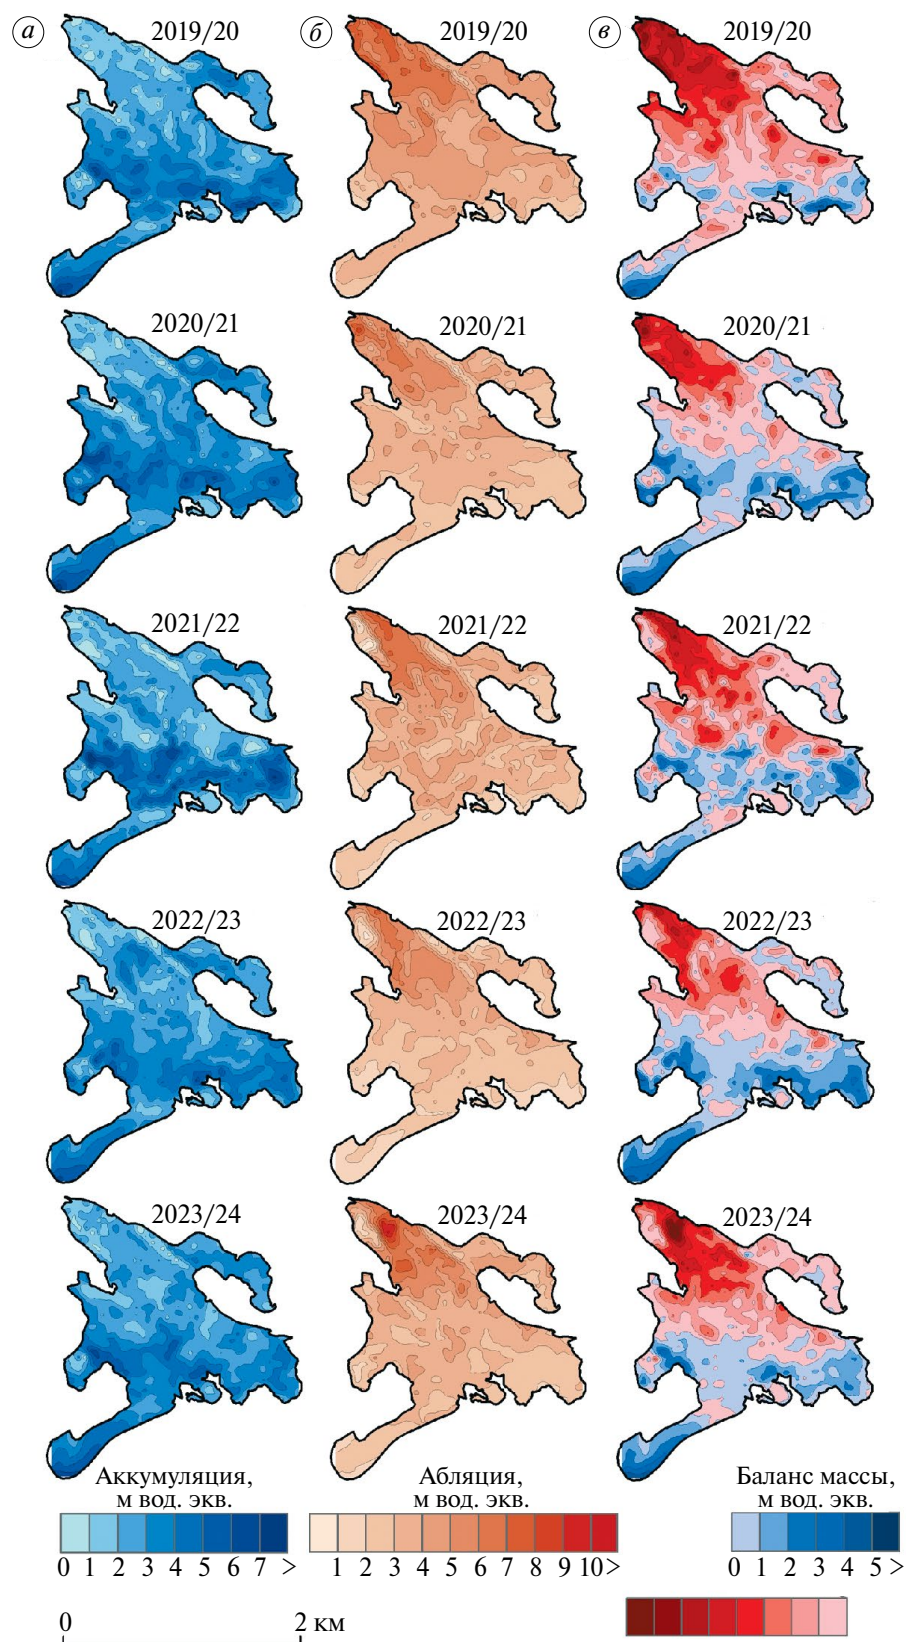 а б в
2019/20 2019/20 2019/20
2020/21 2020/21 2020/21
2021/22 2021/22 2021/22
2022/23 2022/23 2022/23
2023/24 2023/24 2023/24
Аккумуляция, Абляция, Баланс массы,
м вод. экв. м вод. экв. м вод. экв.
0 1 2 3 4 5 6 7 > 1 2 3 4 5 6 7 8 9 10 > 0 1 2 3 4 5 >
0 2 км